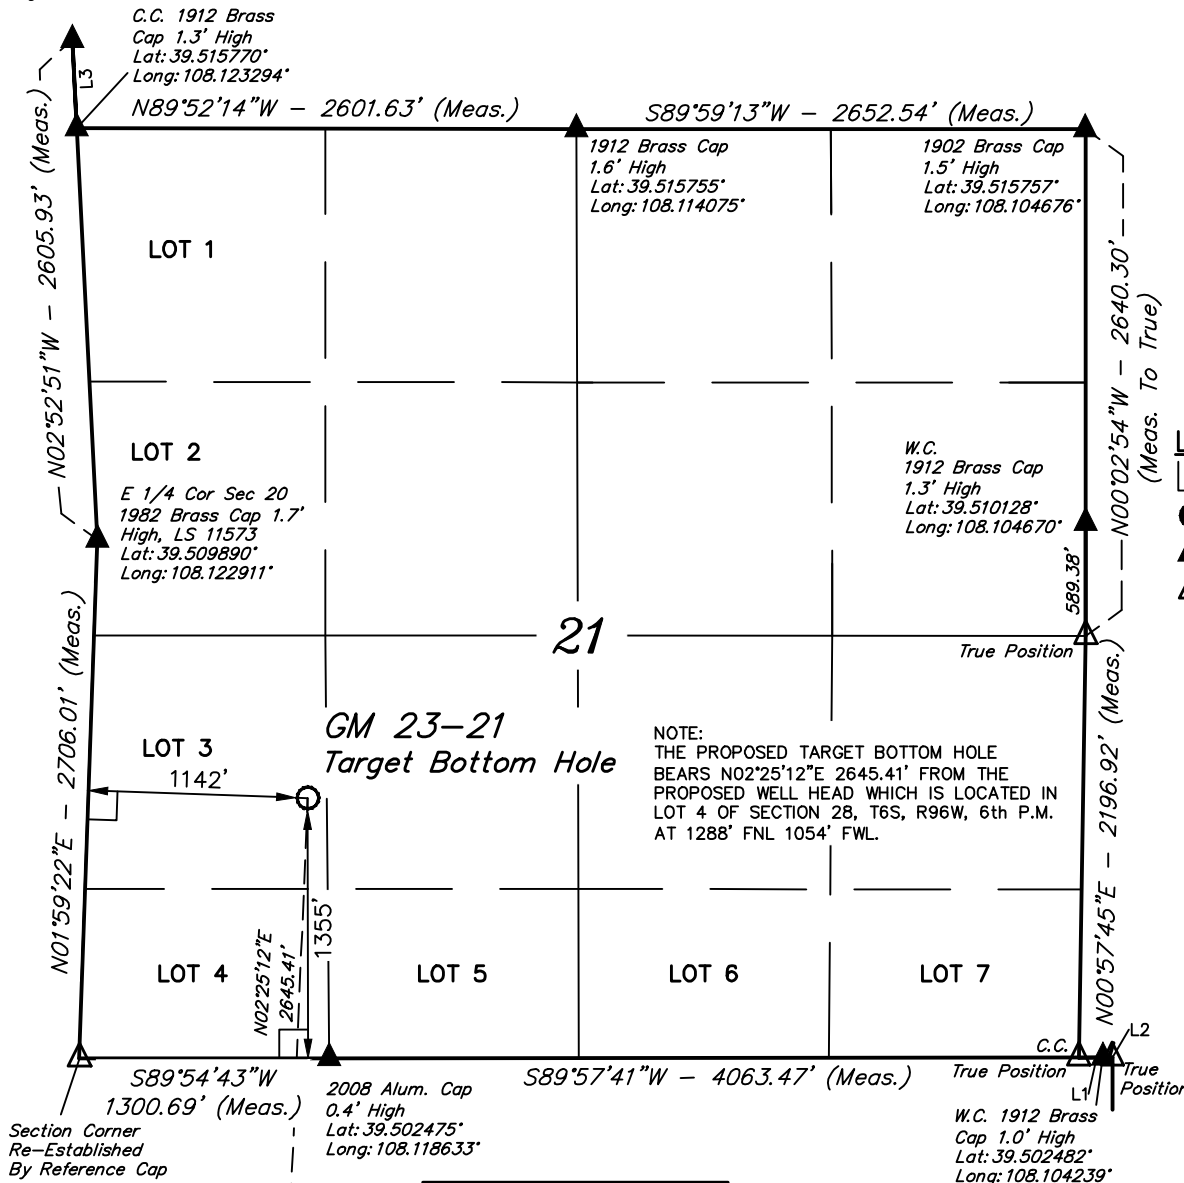 C.C. 1912 Brass
Cap 1.3' High
Lat: 39.515770°
Long: 108.123294°
L3
N89°52'14"W - 2601.63' (Meas.)
S89°59'13"W - 2652.54' (Meas.)
1912 Brass Cap
1.6' High
Lat: 39.515755°
Long: 108.114075°
1902 Brass Cap
1.5' High
Lat: 39.515757°
Long: 108.104676°
N02°52'51"W - 2605.93' (Meas.)
LOT 1
N00°02'54"W - 2640.30'
(Meas. To True)
LOT 2
E 1/4 Cor Sec 20
1982 Brass Cap 1.7'
High, LS 11573
Lat: 39.509890°
Long: 108.122911°
W.C.
1912 Brass Cap
1.3' High
Lat: 39.510128°
Long: 108.104670°
589.38'
True Position
21
N01°59'22"E - 2706.01' (Meas.)
LOT 3
1142'
GM 23-21
Target Bottom Hole
NOTE:
THE PROPOSED TARGET BOTTOM HOLE
BEARS N02°25'12"E 2645.41' FROM THE
PROPOSED WELL HEAD WHICH IS LOCATED IN
LOT 4 OF SECTION 28, T6S, R96W, 6th P.M.
AT 1288' FNL 1054' FWL.
N00°57'45"E - 2196.92' (Meas.)
LOT 4
N02°25'12"E
2645.41'
1355'
LOT 5
LOT 6
LOT 7
C.C.
True Position
L1
L2
True
Position
S89°54'43"W
1300.69' (Meas.)
S89°57'41"W - 4063.47' (Meas.)
2008 Alum. Cap
0.4' High
Lat: 39.502475°
Long: 108.118633°
W.C. 1912 Brass
Cap 1.0' High
Lat: 39.502482°
Long: 108.104239°
Section Corner
Re-Established
By Reference Cap